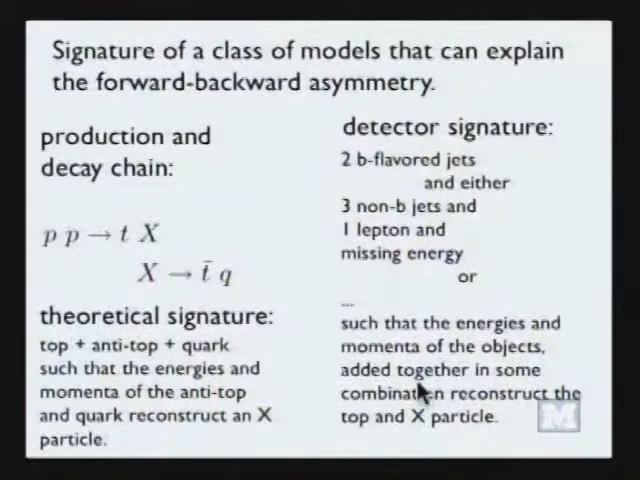 Signature of a class of models that can explain
the forward-backward asymmetry.
production and
decay chain:
p p → t X
X → t̄ q
theoretical signature:
top + anti-top + quark
such that the energies and
momenta of the anti-top
and quark reconstruct an X
particle.
detector signature:
2 b-flavored jets
and either
3 non-b jets and
1 lepton and
missing energy
or
...
such that the energies and
momenta of the objects,
added together in some
combination reconstruct the
top and X particle.
M